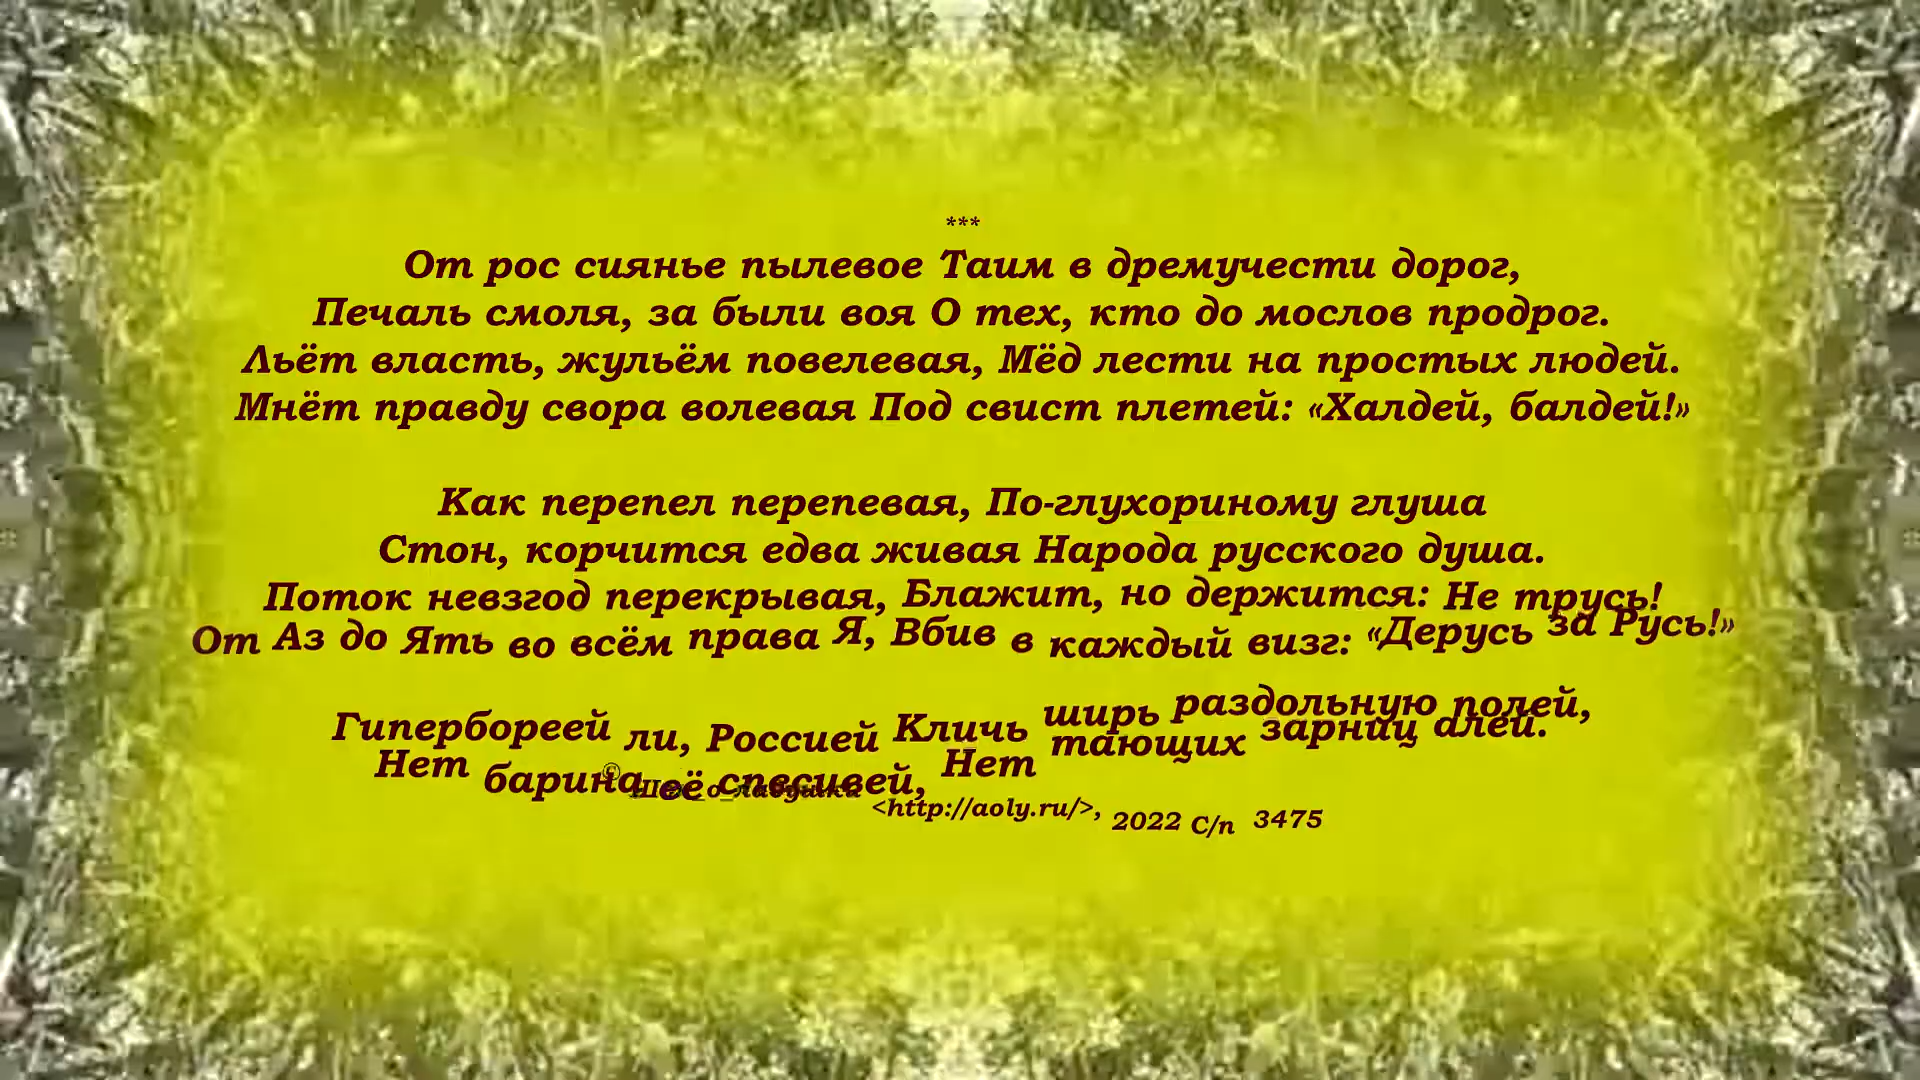 ***
От рос сиянье пылевое Таим в дремучести дорог,
Печаль смоля, за были воя О тех, кто до мослов продрог.
Льёт власть, жульём повелевая, Мёд лести на простых людей.
Мнёт правду свора волевая Под свист плетей: «Халдей, балдей!»
Как перепел перепевая, По-глухориному глуша
Стон, корчится едва живая Народа русского душа.
Поток невзгод перекрывая, Блажит, но держится: Не трусь!
От Аз до Ять во всём права Я, Вбив в каждый визг: «Дерусь за Русь!»
Гипербореей ли, Россией Кличь ширь раздольную полей,
Нет барина её спесивей, Нет тающих зарниц алей.
© <http://aoly.ru/>, 2022 С/п 3475